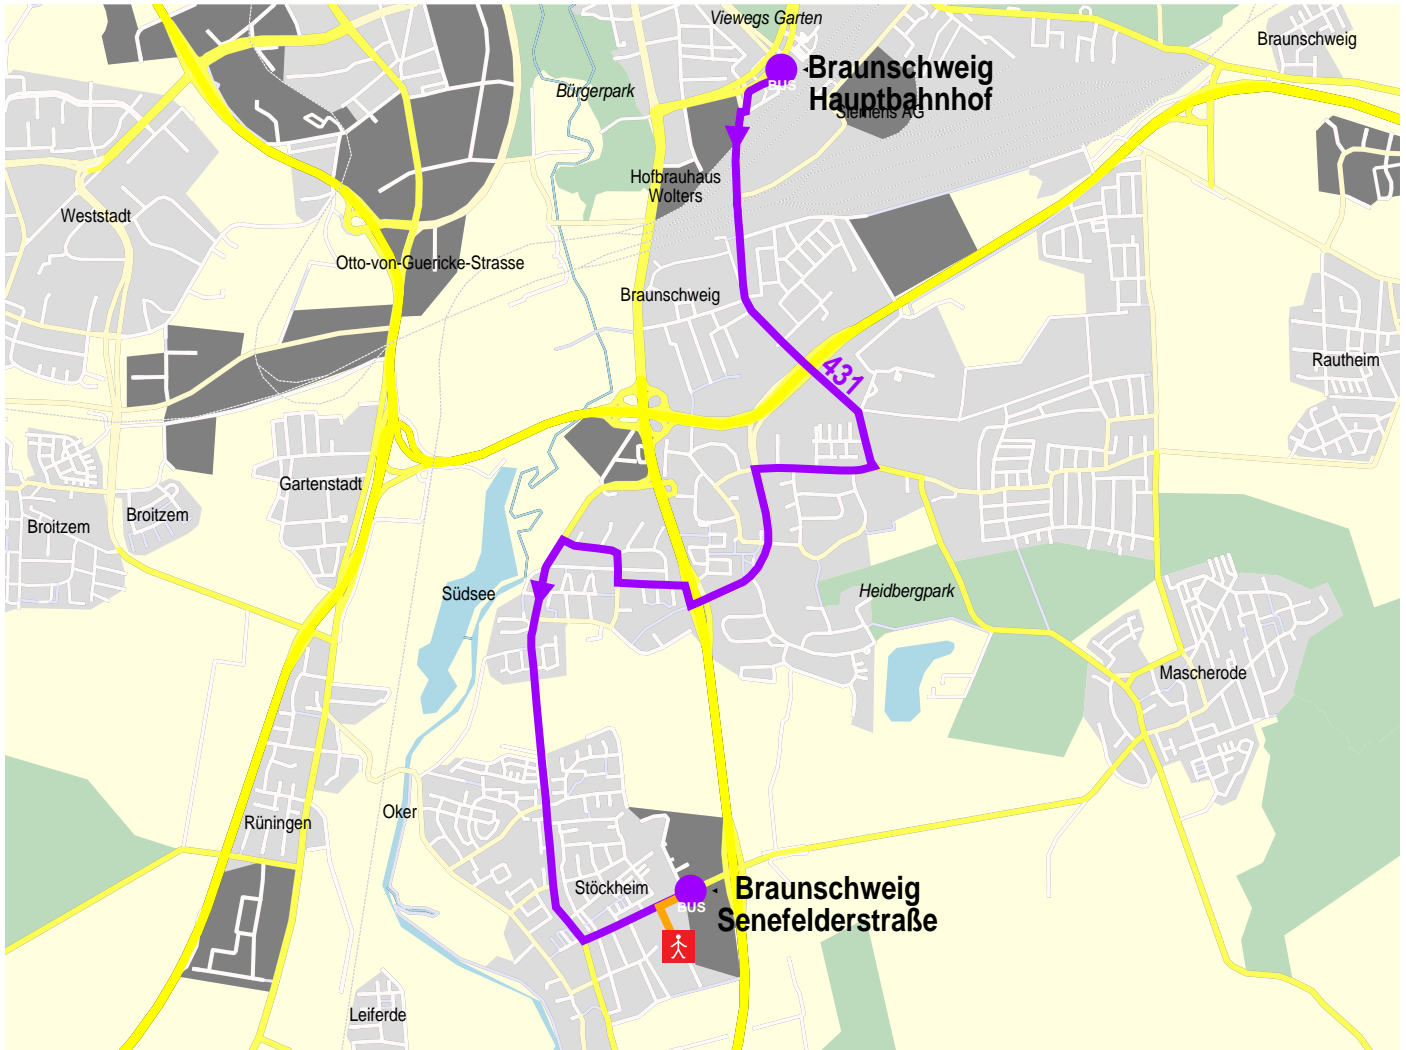 Viewegs Garten
Braunschweig
Braunschweig
Hauptbahnhof
BUS
Bürgerpark
Siemens AG
Hofbrauhaus
Wolters
Weststadt
Otto-von-Guericke-Strasse
Braunschweig
431
Rautheim
Gartenstadt
Broitzem
Broitzem
Südsee
Heidbergpark
Mascherode
Oker
Rüningen
Stöckheim
BUS
Braunschweig
Senefelderstraße
Leiferde